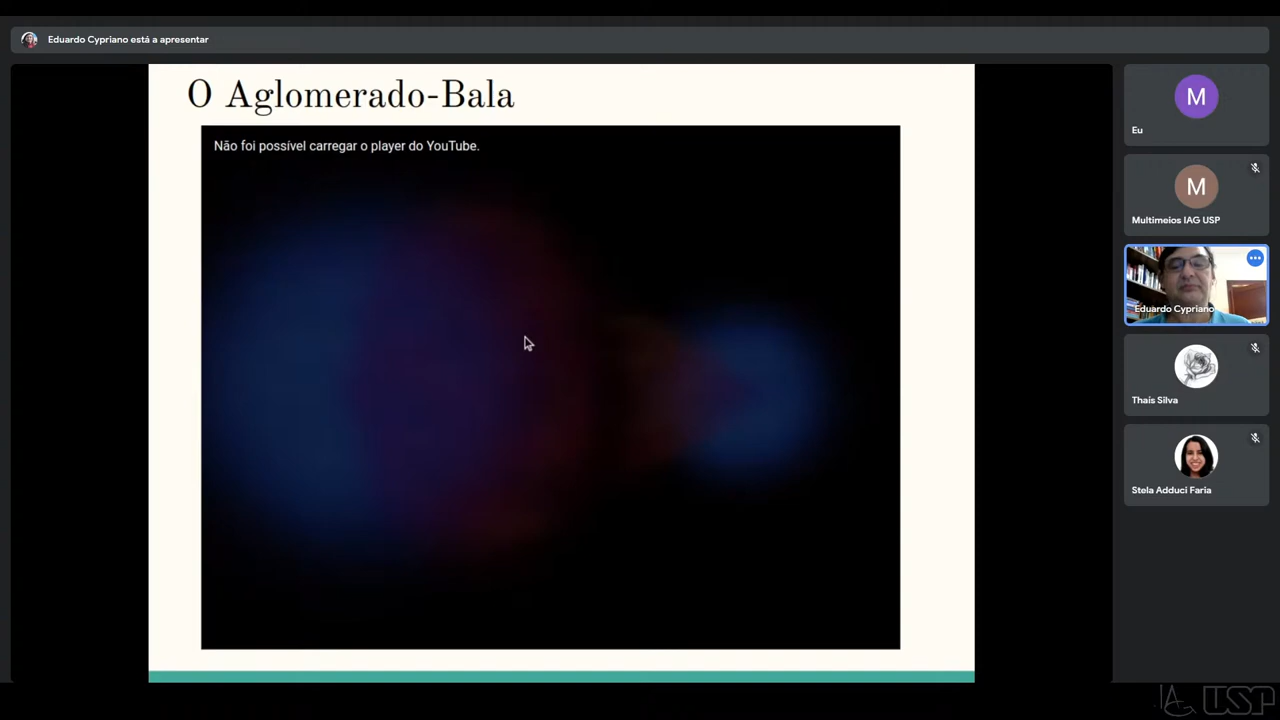 Eduardo Cypriano está a apresentar
O Aglomerado-Bala
Não foi possível carregar o player do YouTube.
M
Eu
M
Multimeios IAG USP
Eduardo Cypriano
Thais Silva
Stela Adduci Faria
USP